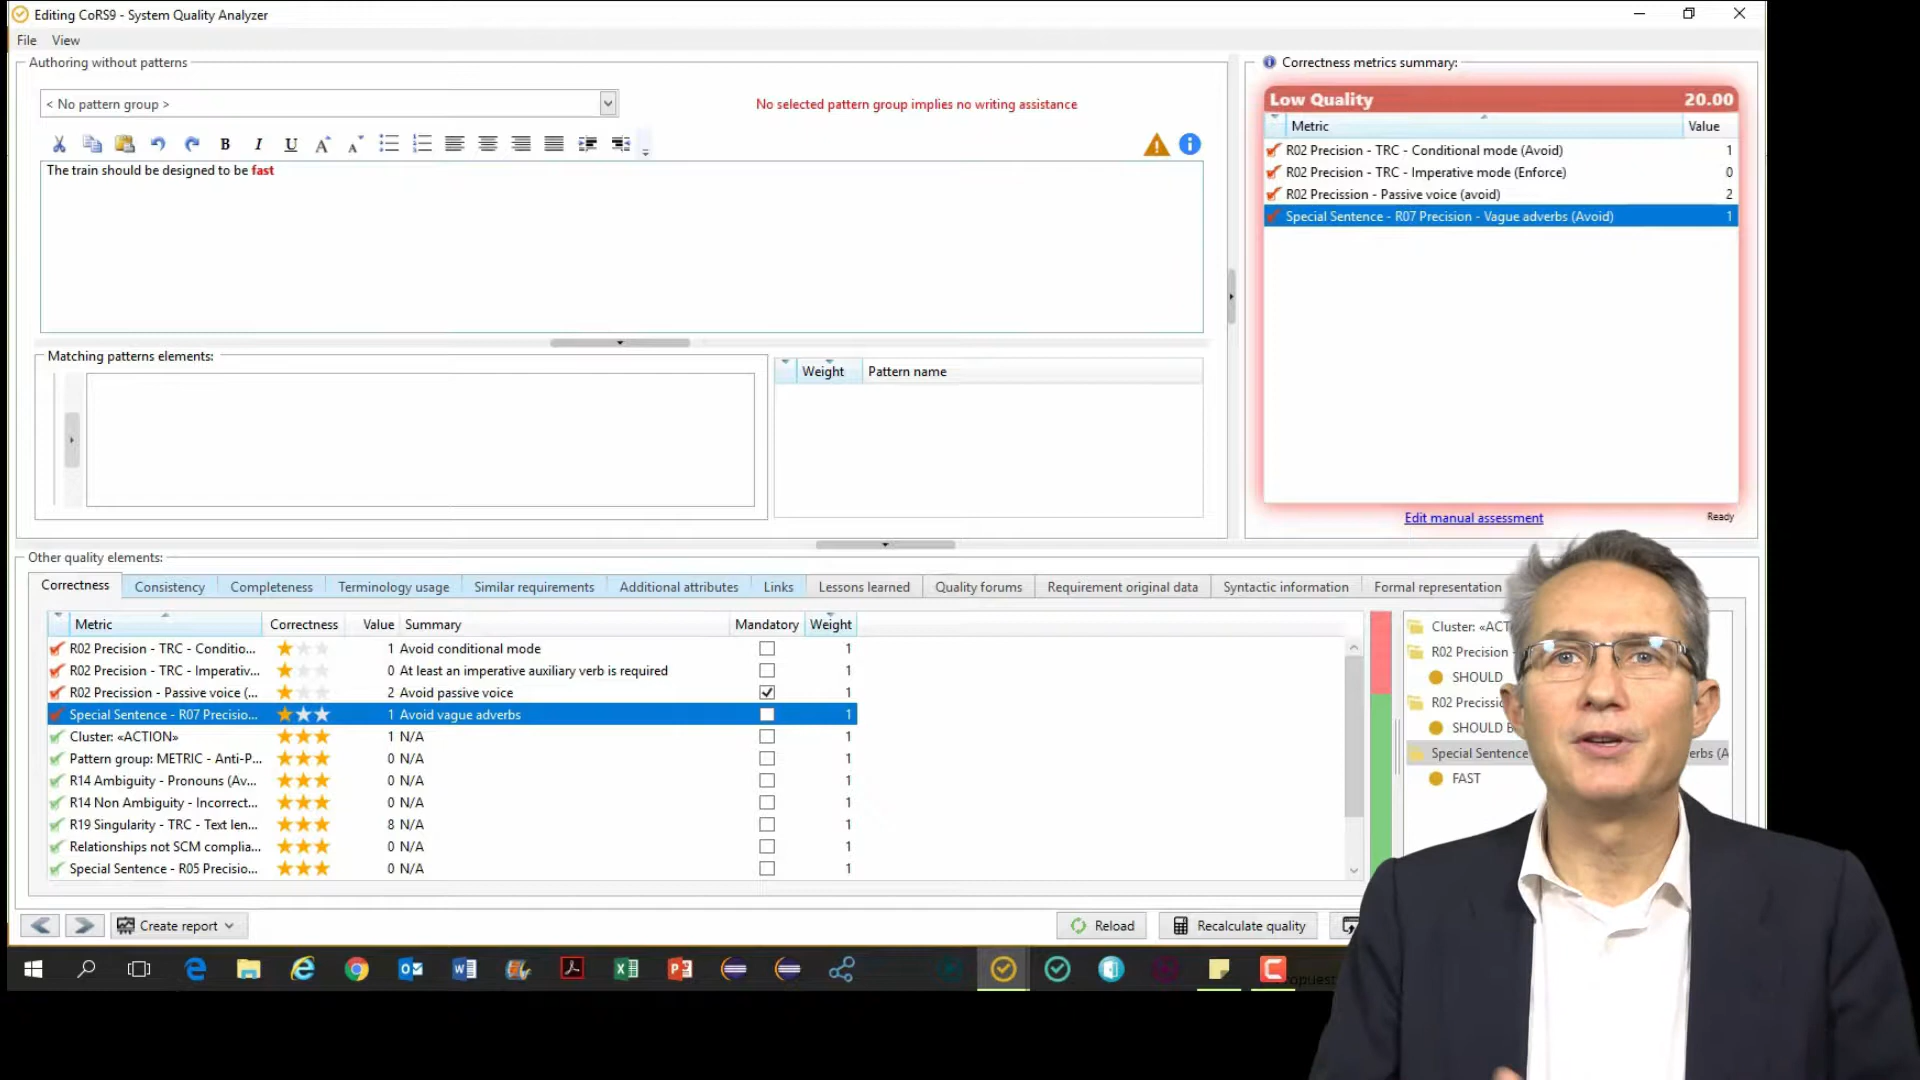 Editing CoRS9 - System Quality Analyzer
File View
Authoring without patterns
< No pattern group >
No selected pattern group implies no writing assistance
B I U A A
The train should be designed to be fast
Matching patterns elements:
Weight Pattern name
Correctness metrics summary:
Low Quality 20.00
Metric Value
R02 Precision - TRC - Conditional mode (Avoid) 1
R02 Precision - TRC - Imperative mode (Enforce) 0
R02 Precission - Passive voice (avoid) 2
Special Sentence - R07 Precision - Vague adverbs (Avoid) 1
Edit manual assessment Ready
Other quality elements:
Correctness Consistency Completeness Terminology usage Similar requirements Additional attributes Links Lessons learned Quality forums Requirement original data Syntactic information Formal representation
Metric Correctness Value Summary Mandatory Weight
R02 Precision - TRC - Conditio... 1 Avoid conditional mode 1
R02 Precision - TRC - Imperativ... 0 At least an imperative auxiliary verb is required 1
R02 Precission - Passive voice (... 2 Avoid passive voice 1
Special Sentence - R07 Precisio... 1 Avoid vague adverbs 1
Cluster: «ACTION» 1 N/A 1
Pattern group: METRIC - Anti-P... 0 N/A 1
R14 Ambiguity - Pronouns (Av... 0 N/A 1
R14 Non Ambiguity - Incorrect... 0 N/A 1
R19 Singularity - TRC - Text len... 8 N/A 1
Relationships not SCM complia... 0 N/A 1
Special Sentence - R05 Precisio... 0 N/A 1
Cluster: «ACT
R02 Precision -
SHOULD
R02 Precissi
SHOULD B
Special Sentence erbs (A
FAST
Create report Reload Recalculate quality
opuest